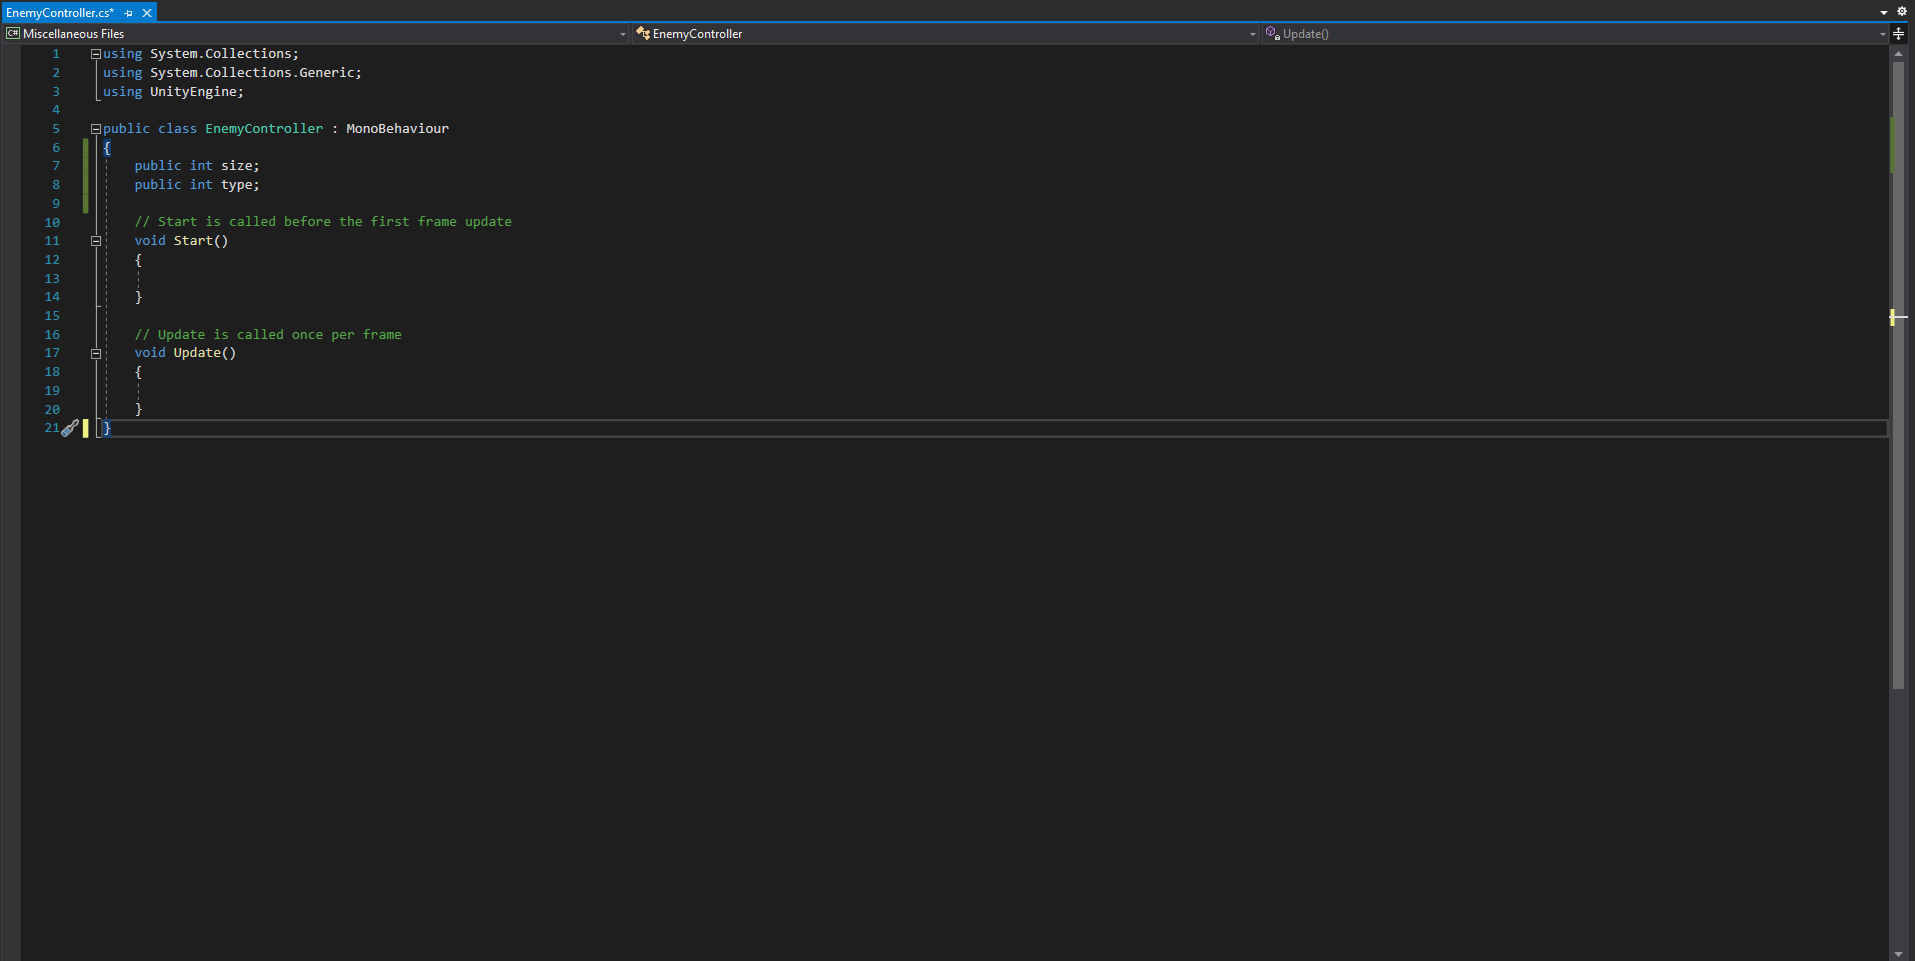 EnemyController.cs*
C# Miscellaneous Files EnemyController Update()
1 using System.Collections;
2 using System.Collections.Generic;
3 using UnityEngine;
4
5 public class EnemyController : MonoBehaviour
6 {
7 public int size;
8 public int type;
9
10 // Start is called before the first frame update
11 void Start()
12 {
13
14 }
15
16 // Update is called once per frame
17 void Update()
18 {
19
20 }
21 }